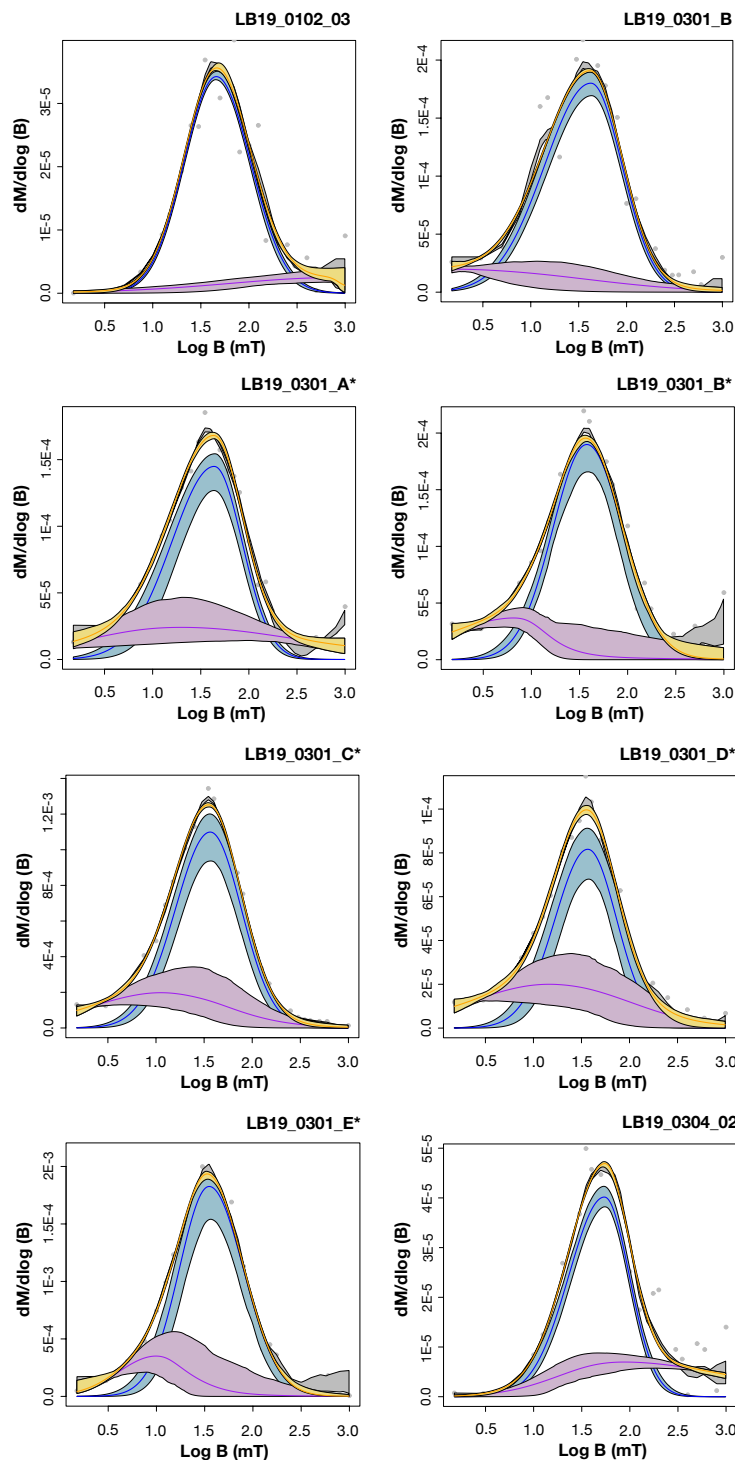 LB19_0102_03
dM/dlog (B)
3E-5
2E-5
1E-5
0.0
0.5 1.0 1.5 2.0 2.5 3.0
Log B (mT)
LB19_0301_B
dM/dlog (B)
2E-4
1.5E-4
1E-4
5E-5
0.0
0.5 1.0 1.5 2.0 2.5 3.0
Log B (mT)
LB19_0301_A*
dM/dlog (B)
1.5E-4
1E-4
5E-5
0.0
0.5 1.0 1.5 2.0 2.5 3.0
Log B (mT)
LB19_0301_B*
dM/dlog (B)
2E-4
1.5E-4
1E-4
5E-5
0.0
0.5 1.0 1.5 2.0 2.5 3.0
Log B (mT)
LB19_0301_C*
dM/dlog (B)
1.2E-3
8E-4
4E-4
0.0
0.5 1.0 1.5 2.0 2.5 3.0
Log B (mT)
LB19_0301_D*
dM/dlog (B)
1E-4
8E-5
6E-5
4E-5
2E-5
0.0
0.5 1.0 1.5 2.0 2.5 3.0
Log B (mT)
LB19_0301_E*
dM/dlog (B)
2E-3
1.5E-4
1E-3
5E-4
0.0
0.5 1.0 1.5 2.0 2.5 3.0
Log B (mT)
LB19_0304_02
dM/dlog (B)
5E-5
4E-5
3E-5
2E-5
1E-5
0.0
0.5 1.0 1.5 2.0 2.5 3.0
Log B (mT)